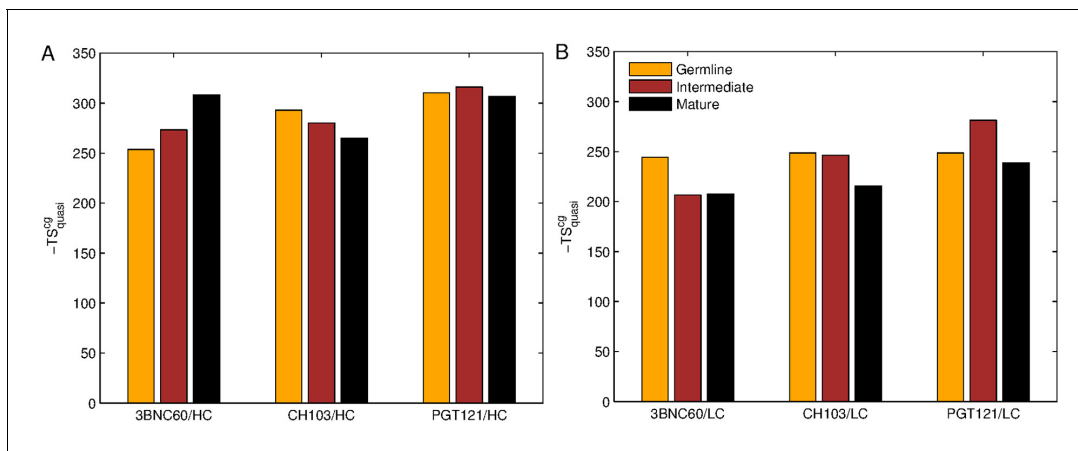 A
350
300
250
200
150
100
50
0
−TS^cg_quasi
3BNC60/HC CH103/HC PGT121/HC
B
350
300
250
200
150
100
50
0
−TS^cg_quasi
Germline
Intermediate
Mature
3BNC60/LC CH103/LC PGT121/LC